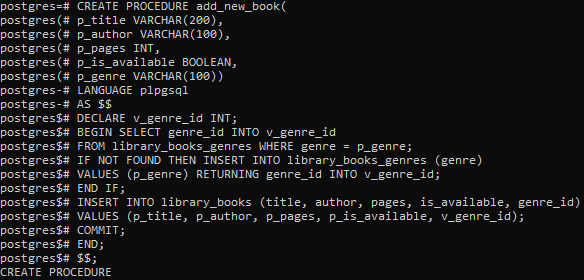 postgres=# CREATE PROCEDURE add_new_book(
postgres(# p_title VARCHAR(200),
postgres(# p_author VARCHAR(100),
postgres(# p_pages INT,
postgres(# p_is_available BOOLEAN,
postgres(# p_genre VARCHAR(100))
postgres-# LANGUAGE plpgsql
postgres-# AS $$
postgres$# DECLARE v_genre_id INT;
postgres$# BEGIN SELECT genre_id INTO v_genre_id
postgres$# FROM library_books_genres WHERE genre = p_genre;
postgres$# IF NOT FOUND THEN INSERT INTO library_books_genres (genre)
postgres$# VALUES (p_genre) RETURNING genre_id INTO v_genre_id;
postgres$# END IF;
postgres$# INSERT INTO library_books (title, author, pages, is_available, genre_id)
postgres$# VALUES (p_title, p_author, p_pages, p_is_available, v_genre_id);
postgres$# COMMIT;
postgres$# END;
postgres$# $$;
CREATE PROCEDURE